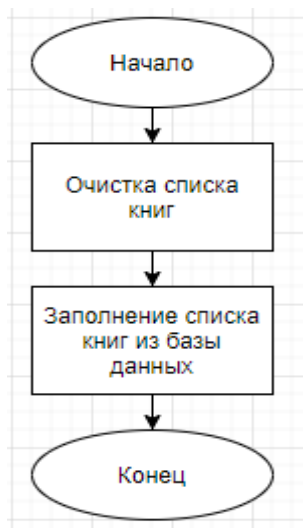 Начало
Очистка списка
книг
Заполнение списка
книг из базы
данных
Конец